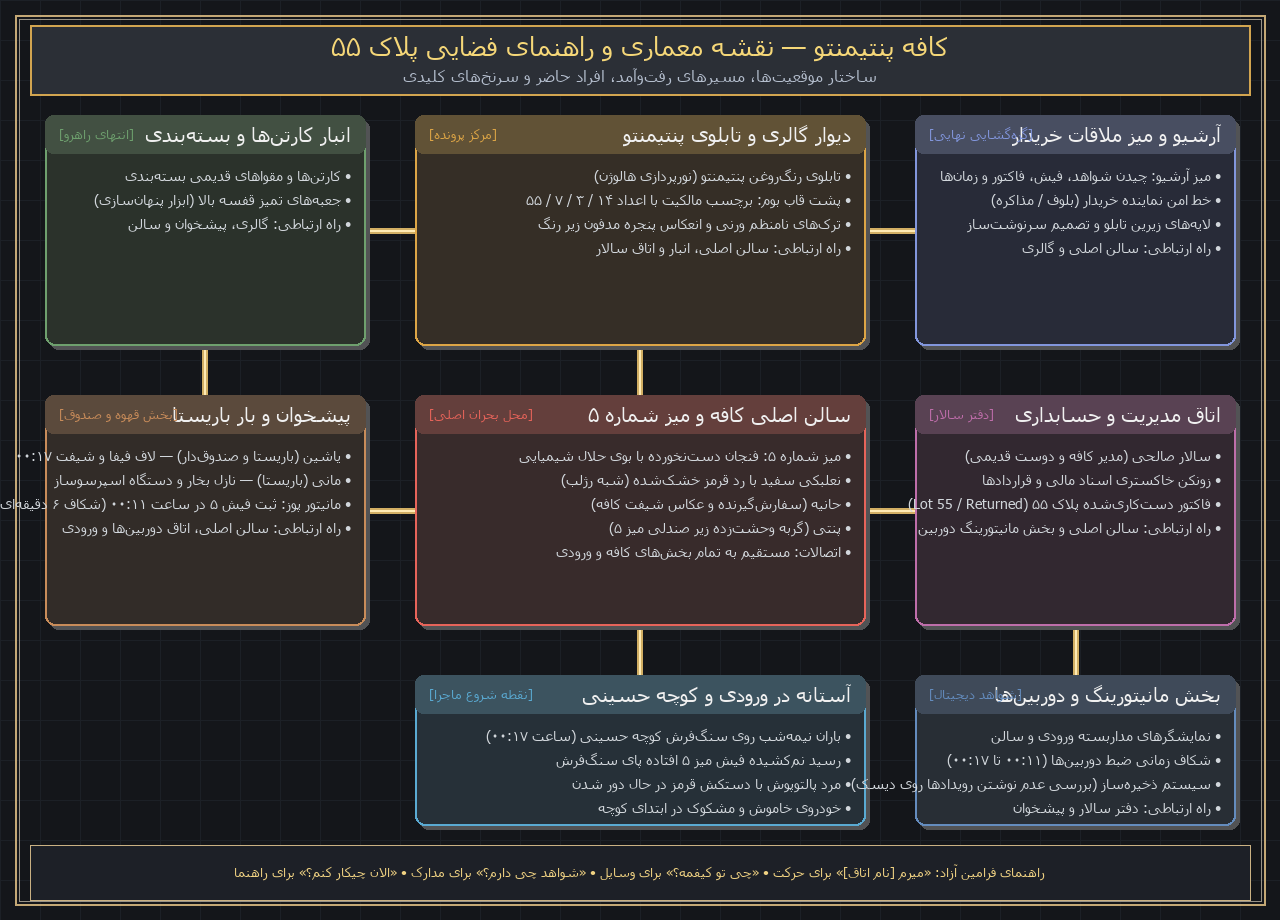 کافه پنتیمنتو — نقشه معماری و راهنمای فضایی پلاک ۵۵
ساختار موقعیت‌ها، مسیرهای رفت‌وآمد، افراد حاضر و سرنخ‌های کلیدی
آرشیو و میز ملاقات خریدار
[گره‌گشایی نهایی]
• میز آرشیو: چیدن شواهد، فیش، فاکتور و زمان‌ها
• خط امن نماینده خریدار (بلوف / مذاکره)
• لایه‌های زیرین تابلو و تصمیم سرنوشت‌ساز
• راه ارتباطی: سالن اصلی و گالری
دیوار گالری و تابلوی پنتیمنتو
[مرکز پرونده]
• تابلوی رنگ‌روغن پنتیمنتو (نورپردازی هالوژن)
• پشت قاب بوم: برچسب مالکیت با اعداد ۱۴ / ۳ / ۷ / ۵۵
• ترک‌های نامنظم ورنی و انعکاس پنجره مدفون زیر رنگ
• راه ارتباطی: سالن اصلی، انبار و اتاق سالار
انبار کارتن‌ها و بسته‌بندی
[انتهای راهرو]
• کارتن‌ها و مقواهای قدیمی بسته‌بندی
• جعبه‌های تمیز قفسه بالا (ابزار پنهان‌سازی)
• راه ارتباطی: گالری، پیشخوان و سالن
اتاق مدیریت و حسابداری
[دفتر سالار]
• سالار صالحی (مدیر کافه و دوست قدیمی)
• زونکن خاکستری اسناد مالی و قراردادها
• فاکتور دست‌کاری‌شده پلاک ۵۵ (Lot 55 / Returned)
• راه ارتباطی: سالن اصلی و بخش مانیتورینگ دوربین
سالن اصلی کافه و میز شماره ۵
[محل بحران اصلی]
• میز شماره ۵: فنجان دست‌نخورده با بوی حلال شیمیایی
• نعلبکی سفید با رد قرمز خشک‌شده (شبه رژلب)
• حانیه (سفارش‌گیرنده و عکاس شیفت کافه)
• پنتی (گربه وحشت‌زده زیر صندلی میز ۵)
• اتصالات: مستقیم به تمام بخش‌های کافه و ورودی
پیشخوان و بار باریستا
[بخش قهوه و صندوق]
• یاشین (باریستا و صندوق‌دار) — لاف فیفا و شیفت ۰۰:۱۷
• مانی (باریستا) — نازل بخار و دستگاه اسپرسوساز
• مانیتور پوز: ثبت فیش ۵ در ساعت ۰۰:۱۱ (شکاف ۶ دقیقه‌ای
• راه ارتباطی: سالن اصلی، اتاق دوربین‌ها و ورودی
بخش مانیتورینگ و دوربین‌ها
[شواهد دیجیتال]
• نمایشگرهای مداربسته ورودی و سالن
• شکاف زمانی ضبط دوربین‌ها (۰۰:۱۱ تا ۰۰:۱۷)
• سیستم ذخیره‌ساز (بررسی عدم نوشتن رویدادها روی دیسک)
• راه ارتباطی: دفتر سالار و پیشخوان
آستانه در ورودی و کوچه حسینی
[نقطه شروع ماجرا]
• باران نیمه‌شب روی سنگ‌فرش کوچه حسینی (ساعت ۰۰:۱۷)
• رسید نم‌کشیده فیش میز ۵ افتاده پای سنگ‌فرش
• مرد پالتوپوش با دستکش قرمز در حال دور شدن
• خودروی خاموش و مشکوک در ابتدای کوچه
راهنمای فرامین آزاد: «میرم [نام اتاق]» برای حرکت • «چی تو کیفمه؟» برای وسایل • «شواهد چی دارم؟» برای مدارک • «الان چیکار کنم؟» برای راهنما